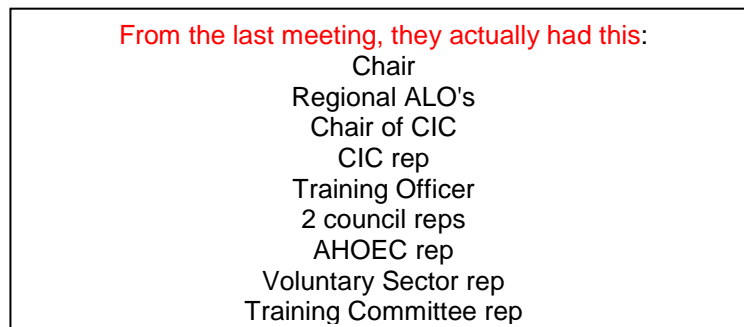 From the last meeting, they actually had this:
Chair
Regional ALO's
Chair of CIC
CIC rep
Training Officer
2 council reps
AHOEC rep
Voluntary Sector rep
Training Committee rep